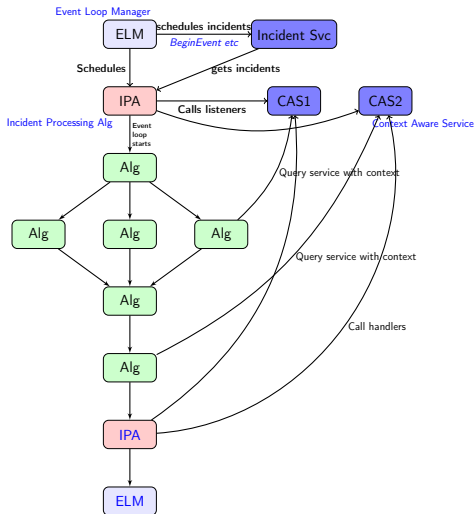 Event Loop Manager
ELM
schedules incidents
BeginEvent etc
Incident Svc
Schedules
gets incidents
IPA
Calls listeners
CAS1
CAS2
Incident Processing Alg
Event
loop
starts
Context Aware Service
Alg
Query service with context
Alg
Alg
Alg
Query service with context
Alg
Call handlers
Alg
IPA
ELM